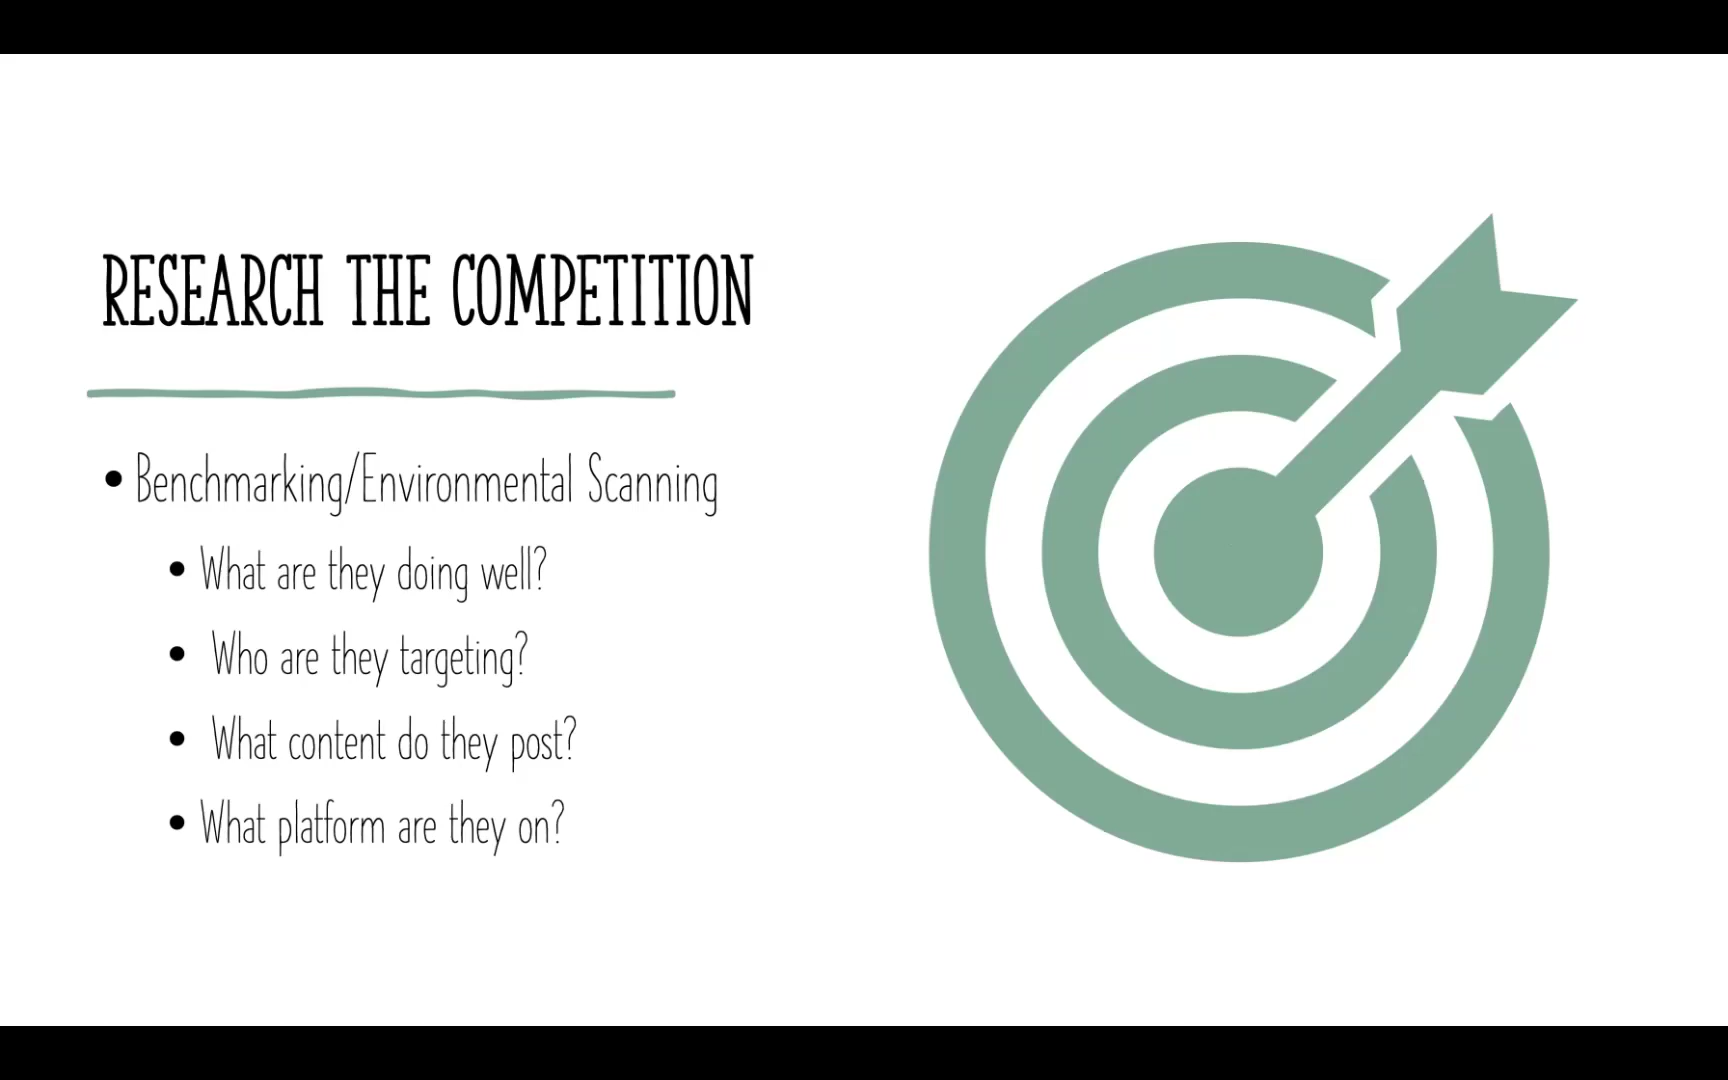 RESEARCH THE COMPETITION
• Benchmarking/Environmental Scanning
• What are they doing well?
• Who are they targeting?
• What content do they post?
• What platform are they on?